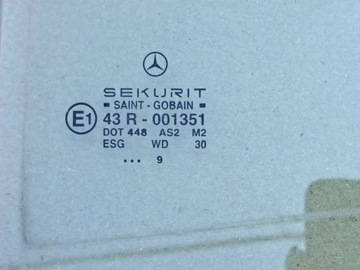 SEKURIT
SAINT - GOBAIN
E1 43 R - 001351
DOT 448 AS2 M2
ESG WD 30
... 9